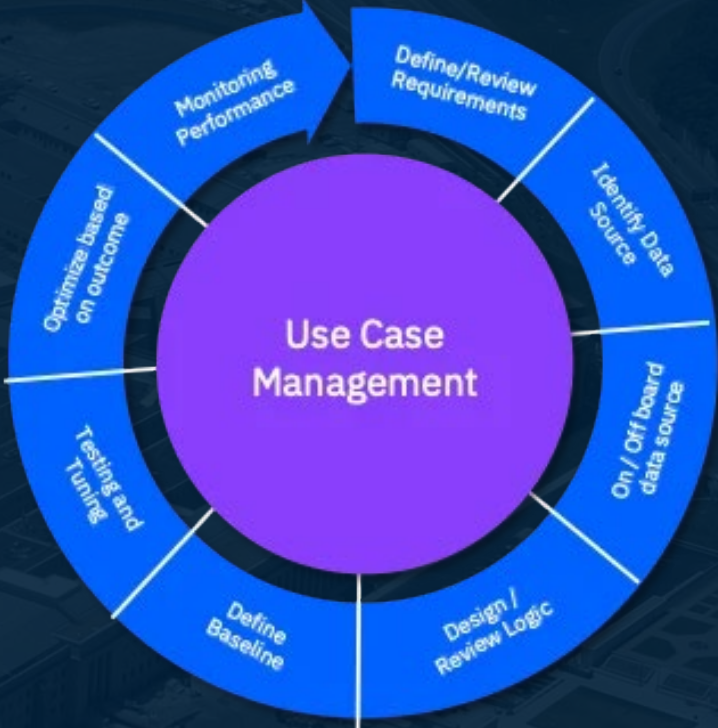 Define/Review
Requirements
Identify Data
Source
On / Off board
data source
Design /
Review Logic
Define
Baseline
Testing and
Tuning
Optimize based
on outcome
Monitoring
Performance
Use Case
Management